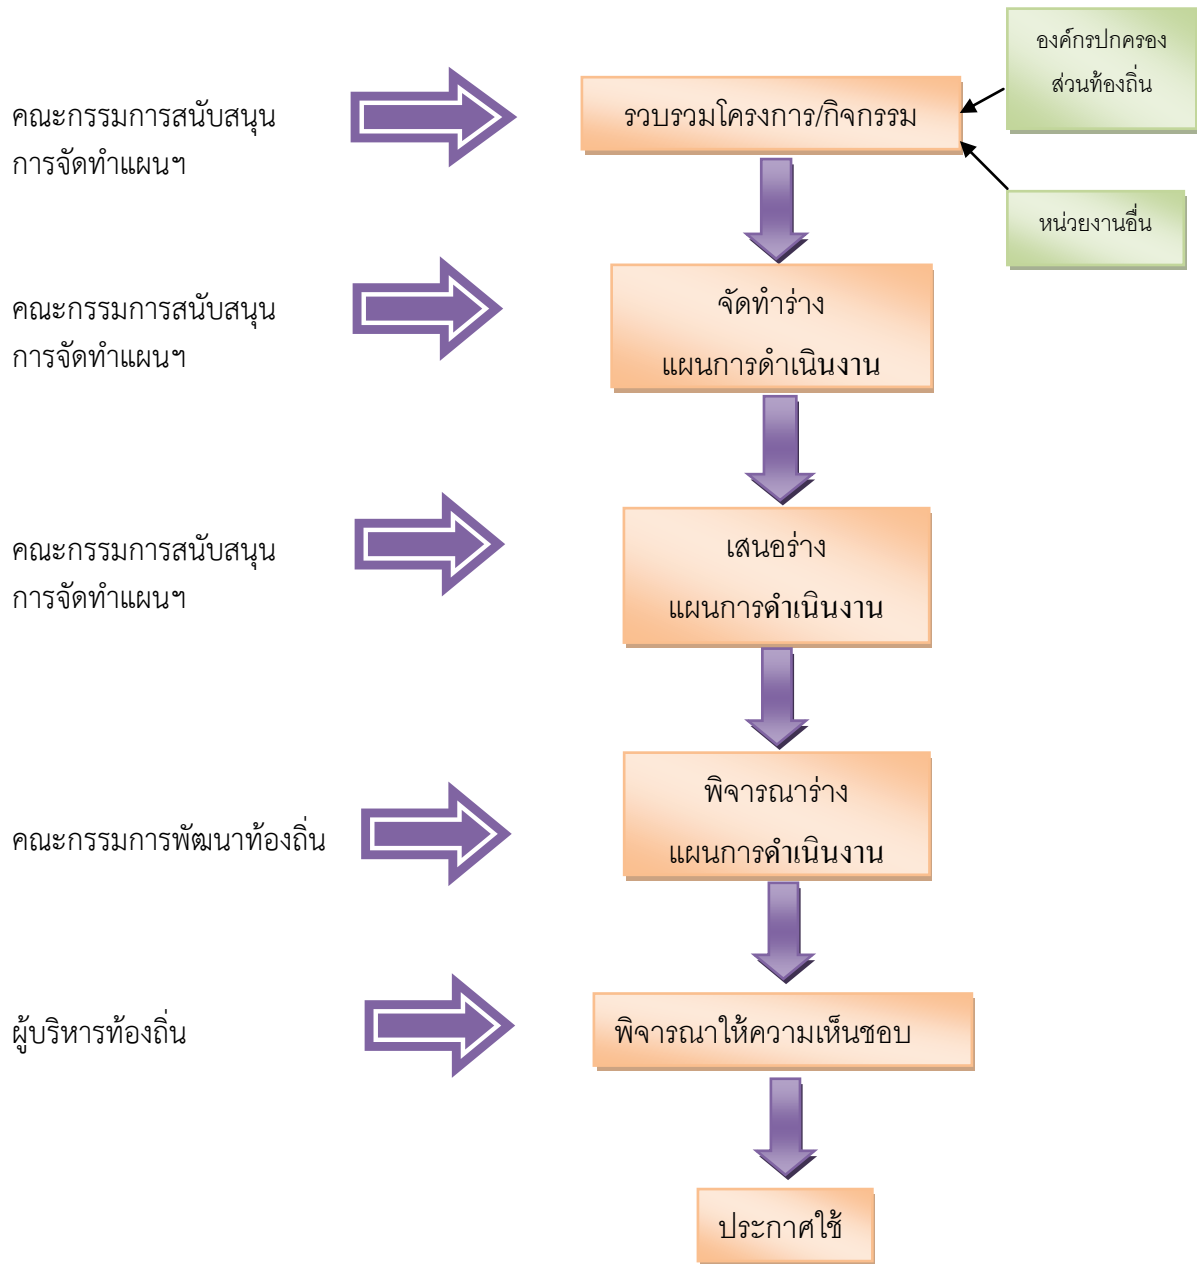 องค์กรปกครอง
ส่วนท้องถิ่น
คณะกรรมการสนับสนุน
การจัดทำแผนฯ
รวบรวมโครงการ/กิจกรรม
หน่วยงานอื่น
คณะกรรมการสนับสนุน
การจัดทำแผนฯ
จัดทำร่าง
แผนการดำเนินงาน
คณะกรรมการสนับสนุน
การจัดทำแผนฯ
เสนอร่าง
แผนการดำเนินงาน
คณะกรรมการพัฒนาท้องถิ่น
พิจารณาร่าง
แผนการดำเนินงาน
ผู้บริหารท้องถิ่น
พิจารณาให้ความเห็นชอบ
ประกาศใช้